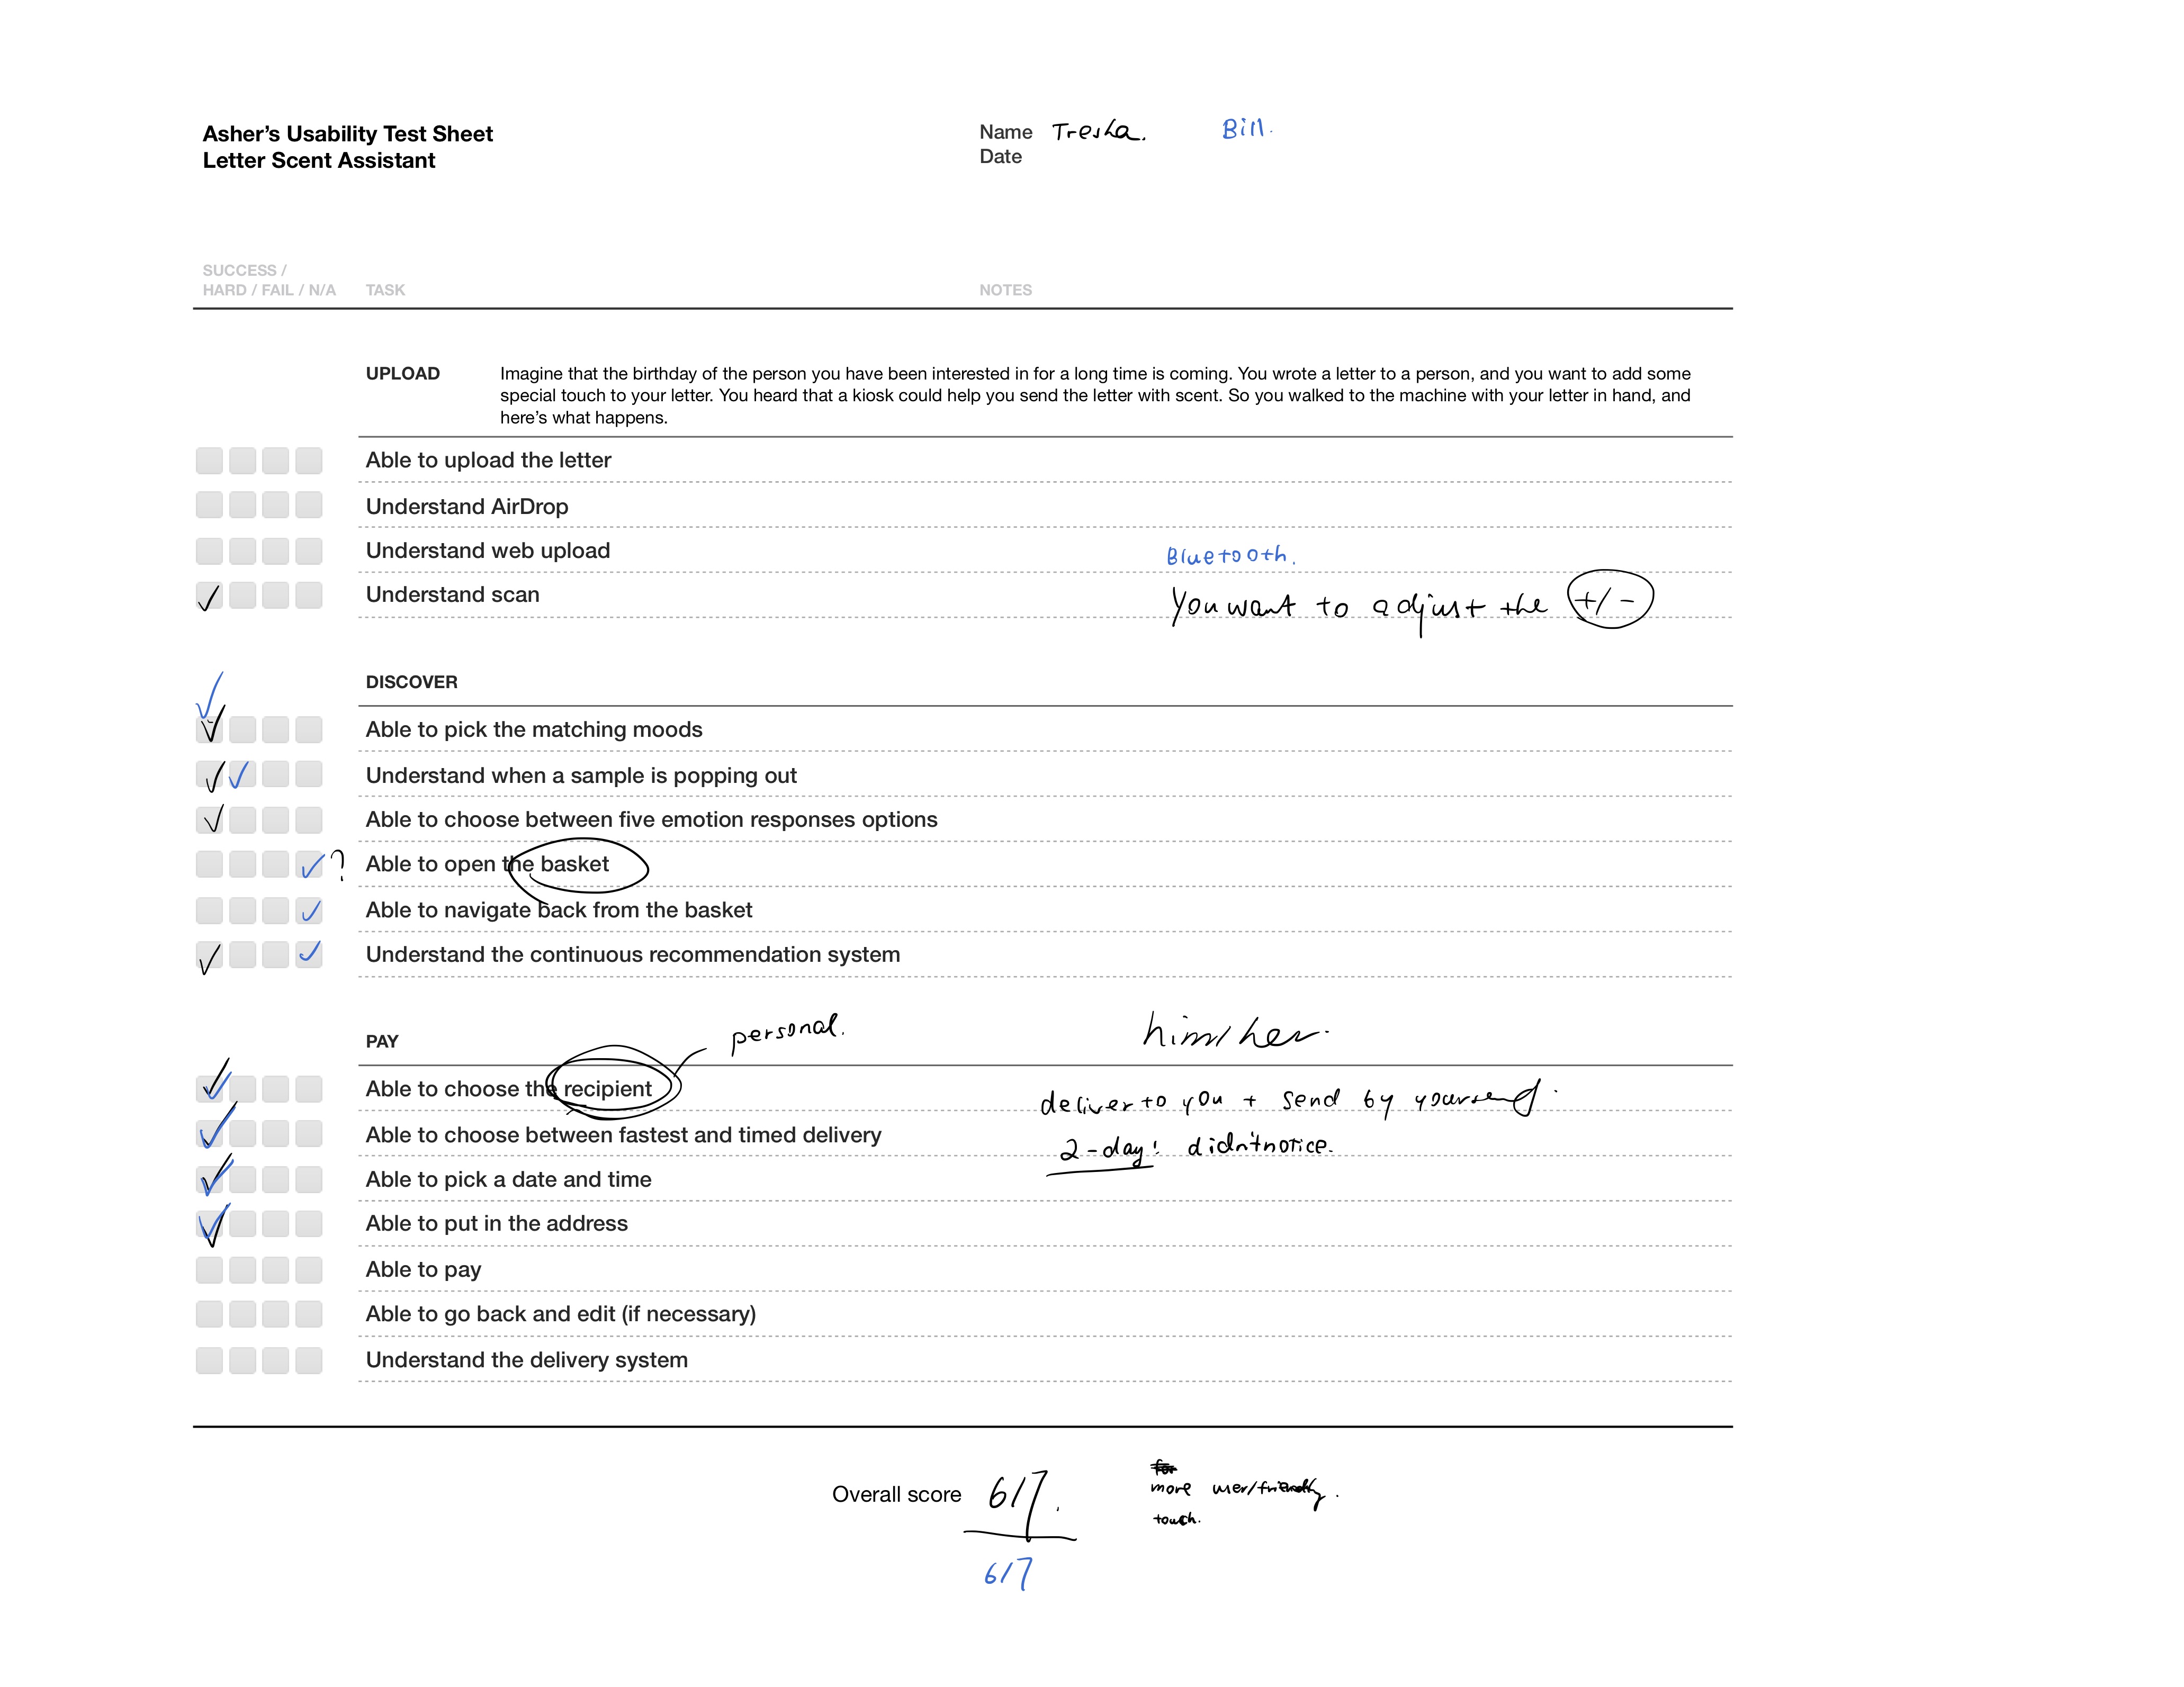 Asher’s Usability Test Sheet
Letter Scent Assistant
Name Tresha. Bill.
Date
SUCCESS /
HARD / FAIL / N/A TASK NOTES
UPLOAD Imagine that the birthday of the person you have been interested in for a long time is coming. You wrote a letter to a person, and you want to add some
special touch to your letter. You heard that a kiosk could help you send the letter with scent. So you walked to the machine with your letter in hand, and
here’s what happens.
Able to upload the letter
Understand AirDrop
Understand web upload
Bluetooth.
Understand scan
You want to adjust the +/-
DISCOVER
Able to pick the matching moods
Understand when a sample is popping out
Able to choose between five emotion responses options
? Able to open the basket
Able to navigate back from the basket
Understand the continuous recommendation system
personal.
him/her.
PAY
Able to choose the recipient
deliver to you + send by yourself.
Able to choose between fastest and timed delivery
2-day! didn't notice.
Able to pick a date and time
Able to put in the address
Able to pay
Able to go back and edit (if necessary)
Understand the delivery system
Overall score 6/7.
more user/friendly.
touch.
6/7